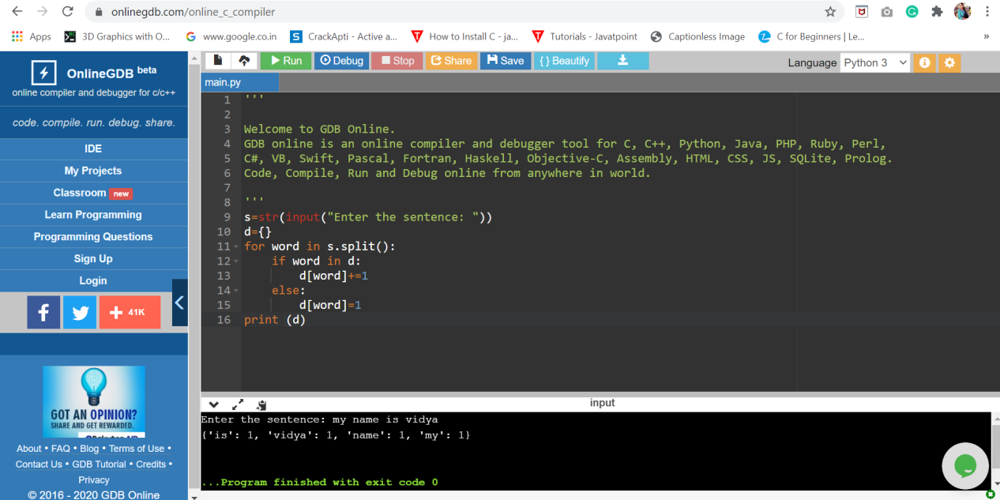 onlinegdb.com/online_c_compiler
Apps 3D Graphics with O... www.google.co.in CrackApti - Active a... How to Install C - ja... Tutorials - Javatpoint Captionless Image C for Beginners | Le... »
OnlineGDB beta
online compiler and debugger for c/c++
code. compile. run. debug. share.
IDE
My Projects
Classroom new
Learn Programming
Programming Questions
Sign Up
Login
41K
GOT AN OPINION?
SHARE AND GET REWARDED.
About • FAQ • Blog • Terms of Use •
Contact Us • GDB Tutorial • Credits •
Privacy
© 2016 - 2020 GDB Online
Run Debug Stop Share Save {} Beautify Language Python 3
main.py
1 '''
2
3 Welcome to GDB Online.
4 GDB online is an online compiler and debugger tool for C, C++, Python, Java, PHP, Ruby, Perl,
5 C#, VB, Swift, Pascal, Fortran, Haskell, Objective-C, Assembly, HTML, CSS, JS, SQLite, Prolog.
6 Code, Compile, Run and Debug online from anywhere in world.
7
8 '''
9 s=str(input("Enter the sentence: "))
10 d={}
11 for word in s.split():
12     if word in d:
13         d[word]+=1
14     else:
15         d[word]=1
16 print (d)
input
Enter the sentence: my name is vidya
{'is': 1, 'vidya': 1, 'name': 1, 'my': 1}
...Program finished with exit code 0